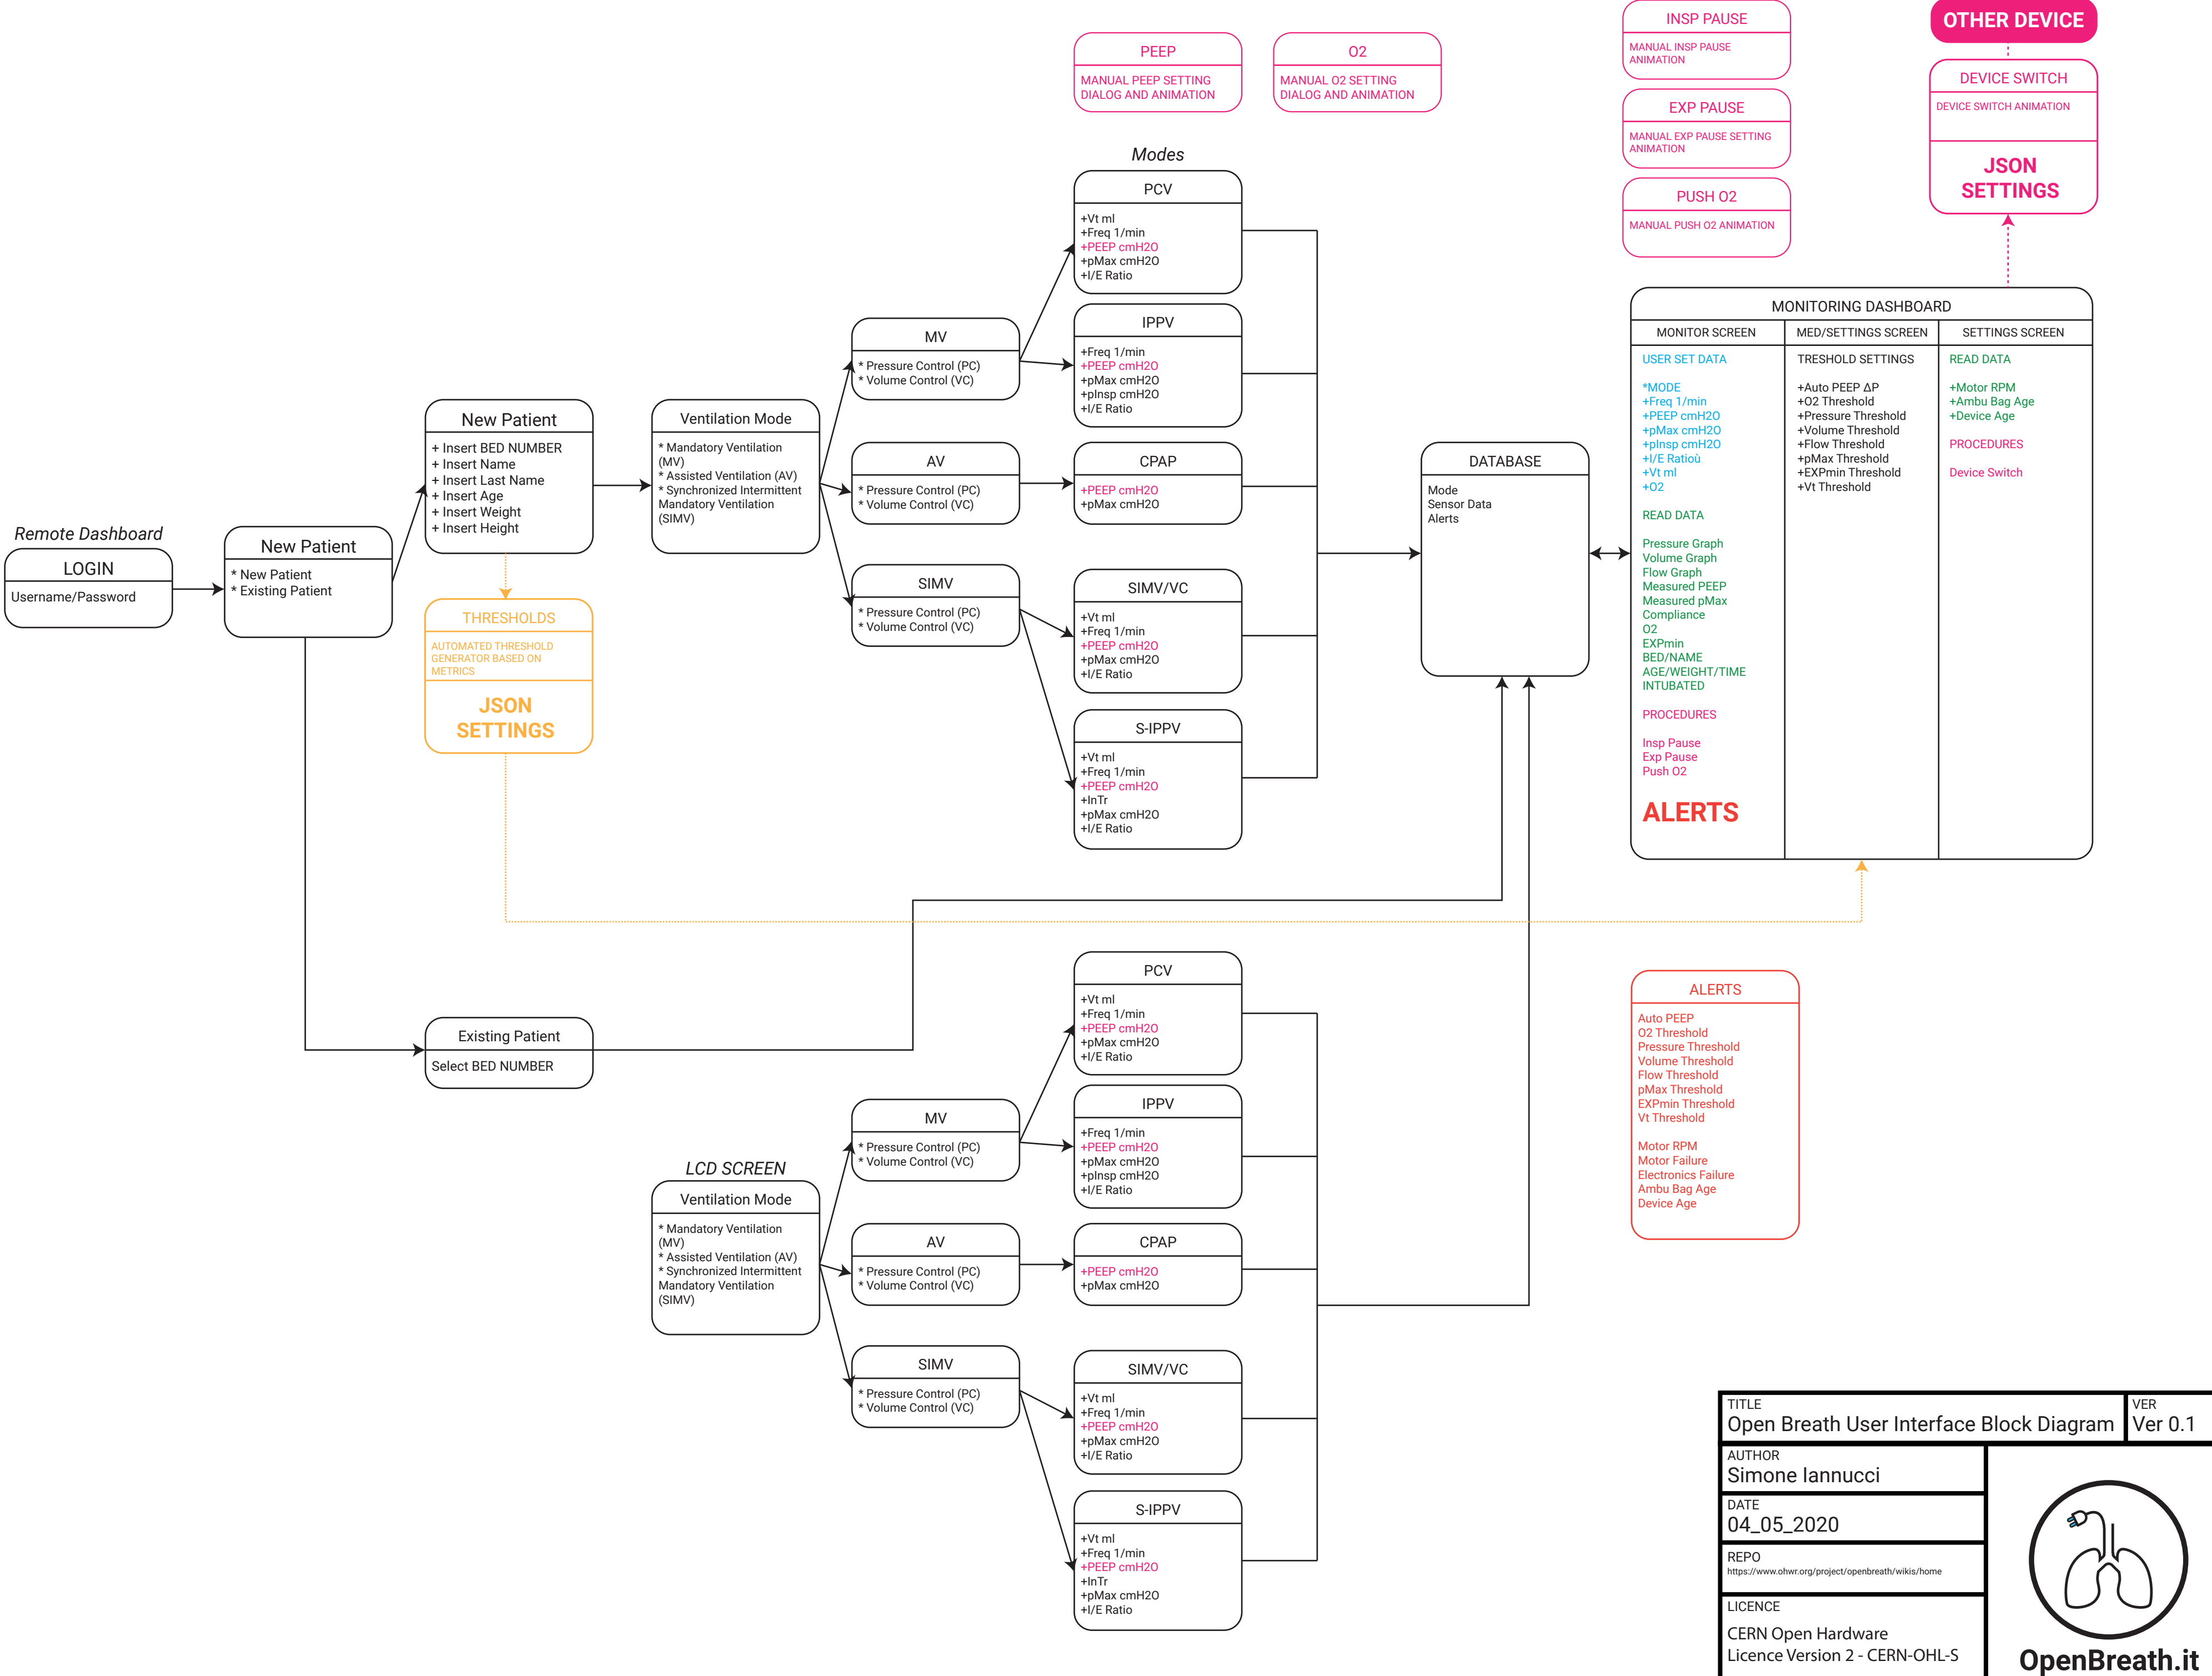 PEEP
MANUAL PEEP SETTING
DIALOG AND ANIMATION
O2
MANUAL O2 SETTING
DIALOG AND ANIMATION
INSP PAUSE
MANUAL INSP PAUSE
ANIMATION
EXP PAUSE
MANUAL EXP PAUSE SETTING
ANIMATION
PUSH O2
MANUAL PUSH O2 ANIMATION
OTHER DEVICE
DEVICE SWITCH
DEVICE SWITCH ANIMATION
JSON
SETTINGS
Remote Dashboard
LOGIN
Username/Password
New Patient
* New Patient
* Existing Patient
New Patient
+ Insert BED NUMBER
+ Insert Name
+ Insert Last Name
+ Insert Age
+ Insert Weight
+ Insert Height
THRESHOLDS
AUTOMATED THRESHOLD
GENERATOR BASED ON
METRICS
JSON
SETTINGS
Ventilation Mode
* Mandatory Ventilation
(MV)
* Assisted Ventilation (AV)
* Synchronized Intermittent
Mandatory Ventilation
(SIMV)
MV
* Pressure Control (PC)
* Volume Control (VC)
AV
* Pressure Control (PC)
* Volume Control (VC)
SIMV
* Pressure Control (PC)
* Volume Control (VC)
Modes
PCV
+Vt ml
+Freq 1/min
+PEEP cmH2O
+pMax cmH2O
+I/E Ratio
IPPV
+Freq 1/min
+PEEP cmH2O
+pMax cmH2O
+pInsp cmH2O
+I/E Ratio
CPAP
+PEEP cmH2O
+pMax cmH2O
SIMV/VC
+Vt ml
+Freq 1/min
+PEEP cmH2O
+pMax cmH2O
+I/E Ratio
S-IPPV
+Vt ml
+Freq 1/min
+PEEP cmH2O
+InTr
+pMax cmH2O
+I/E Ratio
DATABASE
Mode
Sensor Data
Alerts
MONITORING DASHBOARD
MONITOR SCREEN
USER SET DATA
*MODE
+Freq 1/min
+PEEP cmH2O
+pMax cmH2O
+pInsp cmH2O
+I/E Ratioù
+Vt ml
+O2
READ DATA
Pressure Graph
Volume Graph
Flow Graph
Measured PEEP
Measured pMax
Compliance
O2
EXPmin
BED/NAME
AGE/WEIGHT/TIME
INTUBATED
PROCEDURES
Insp Pause
Exp Pause
Push O2
ALERTS
MED/SETTINGS SCREEN
TRESHOLD SETTINGS
+Auto PEEP ΔP
+O2 Threshold
+Pressure Threshold
+Volume Threshold
+Flow Threshold
+pMax Threshold
+EXPmin Threshold
+Vt Threshold
SETTINGS SCREEN
READ DATA
+Motor RPM
+Ambu Bag Age
+Device Age
PROCEDURES
Device Switch
Existing Patient
Select BED NUMBER
LCD SCREEN
Ventilation Mode
* Mandatory Ventilation
(MV)
* Assisted Ventilation (AV)
* Synchronized Intermittent
Mandatory Ventilation
(SIMV)
MV
* Pressure Control (PC)
* Volume Control (VC)
AV
* Pressure Control (PC)
* Volume Control (VC)
SIMV
* Pressure Control (PC)
* Volume Control (VC)
PCV
+Vt ml
+Freq 1/min
+PEEP cmH2O
+pMax cmH2O
+I/E Ratio
IPPV
+Freq 1/min
+PEEP cmH2O
+pMax cmH2O
+pInsp cmH2O
+I/E Ratio
CPAP
+PEEP cmH2O
+pMax cmH2O
SIMV/VC
+Vt ml
+Freq 1/min
+PEEP cmH2O
+pMax cmH2O
+I/E Ratio
S-IPPV
+Vt ml
+Freq 1/min
+PEEP cmH2O
+InTr
+pMax cmH2O
+I/E Ratio
ALERTS
Auto PEEP
O2 Threshold
Pressure Threshold
Volume Threshold
Flow Threshold
pMax Threshold
EXPmin Threshold
Vt Threshold
Motor RPM
Motor Failure
Electronics Failure
Ambu Bag Age
Device Age
TITLE
Open Breath User Interface Block Diagram
VER
Ver 0.1
AUTHOR
Simone Iannucci
DATE
04_05_2020
REPO
https://www.ohwr.org/project/openbreath/wikis/home
LICENCE
CERN Open Hardware
Licence Version 2 - CERN-OHL-S
OpenBreath.it